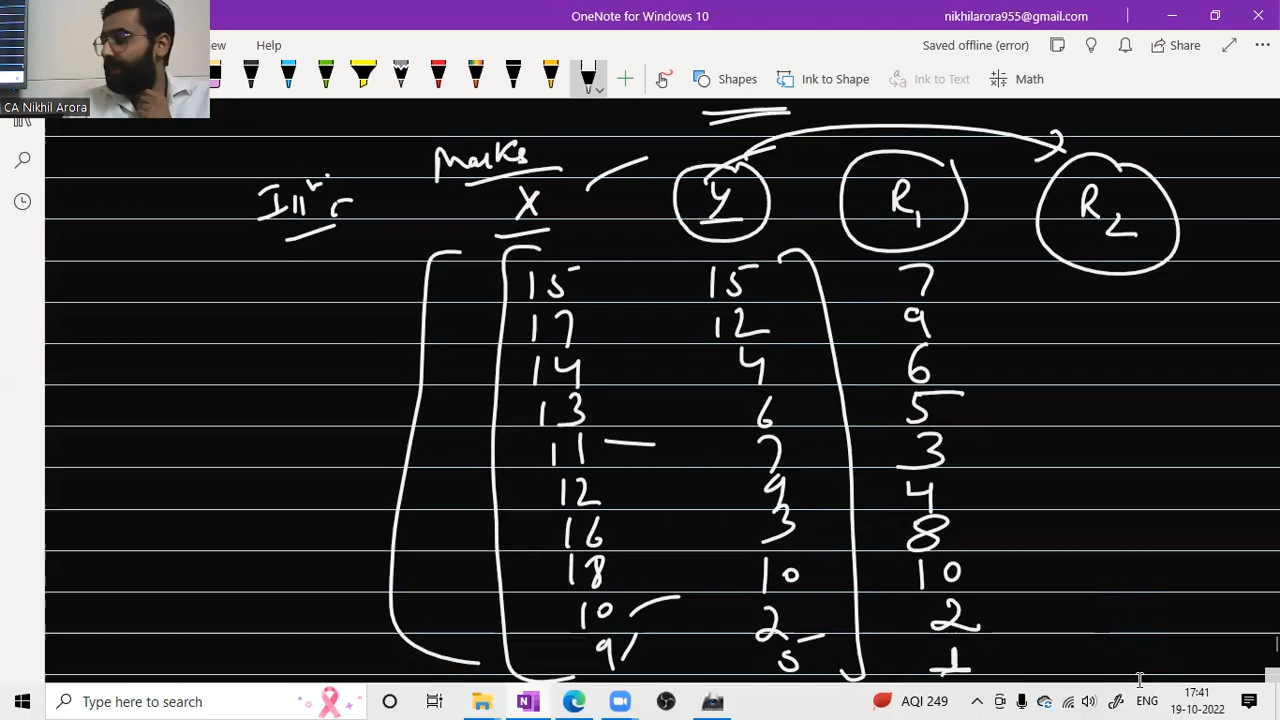 OneNote for Windows 10
nikhilarora955@gmail.com
Help
Saved offline (error)
Share
Shapes
Ink to Shape
Ink to Text
Math
CA Nikhil Arora
Marks
X Y R1 R2
15 15 7
17 12 9
14 4 6
13 6 5
11 7 3
12 9 4
16 3 8
18 10 10
10 2 2
9 5 1
Type here to search
AQI 249
ENG
17:41
19-10-2022